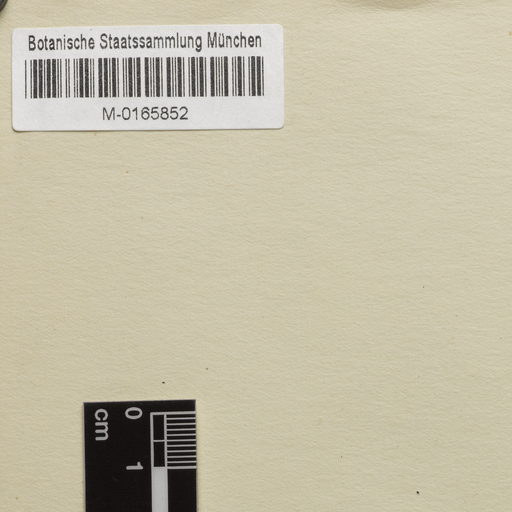 Botanische Staatssammlung München
M-0165852
0 1
cm